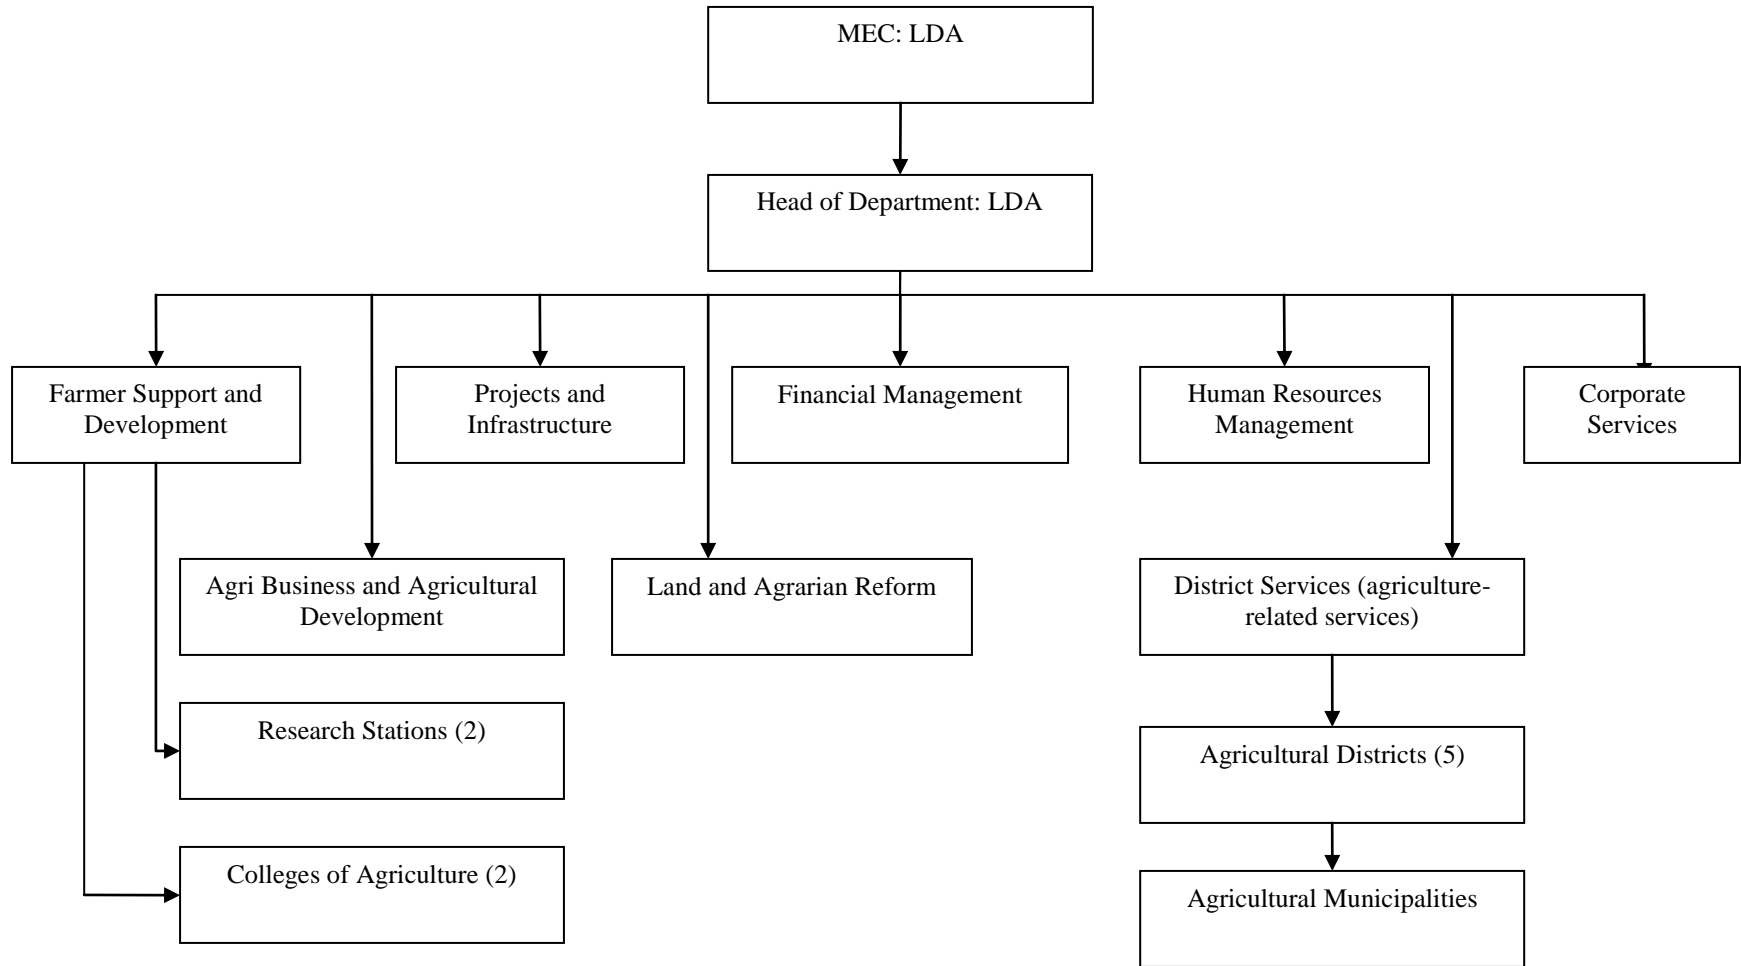 MEC: LDA
Head of Department: LDA
Farmer Support and
Development
Projects and
Infrastructure
Financial Management
Human Resources
Management
Corporate
Services
Agri Business and Agricultural
Development
Land and Agrarian Reform
District Services (agriculture-
related services)
Research Stations (2)
Agricultural Districts (5)
Colleges of Agriculture (2)
Agricultural Municipalities